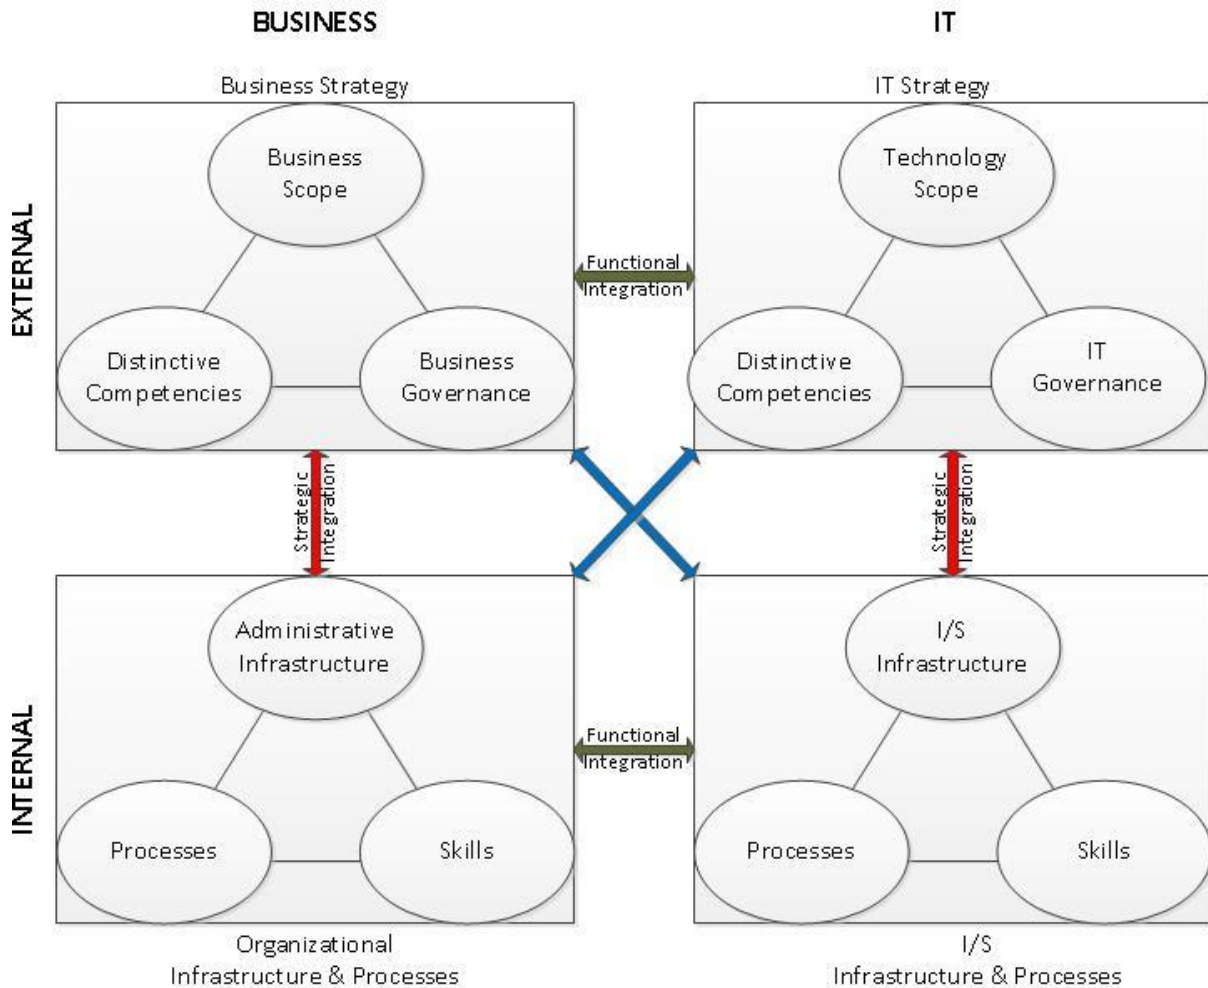 BUSINESS
IT
Business Strategy
IT Strategy
EXTERNAL
Business
Scope
Technology
Scope
Functional
Integration
Distinctive
Competencies
Business
Governance
Distinctive
Competencies
IT
Governance
Strategic
Integration
Strategic
Integration
INTERNAL
Administrative
Infrastructure
I/S
Infrastructure
Functional
Integration
Processes
Skills
Processes
Skills
Organizational
Infrastructure & Processes
I/S
Infrastructure & Processes